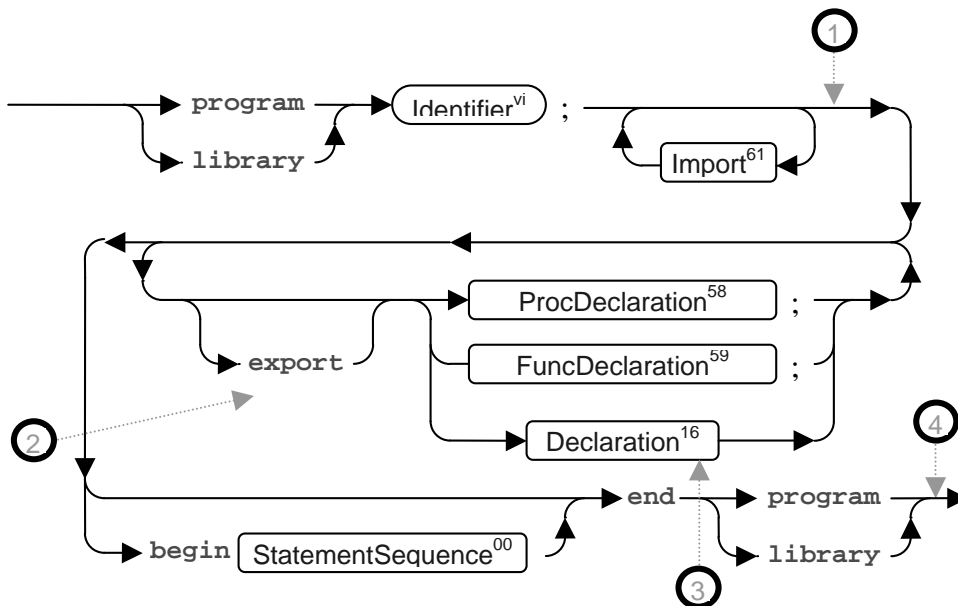 1
program Identifier^vi ;
library Import^61
ProcDeclaration^58 ;
export FuncDeclaration^59 ;
2 Declaration^16 4
end program
begin StatementSequence^00 library
3